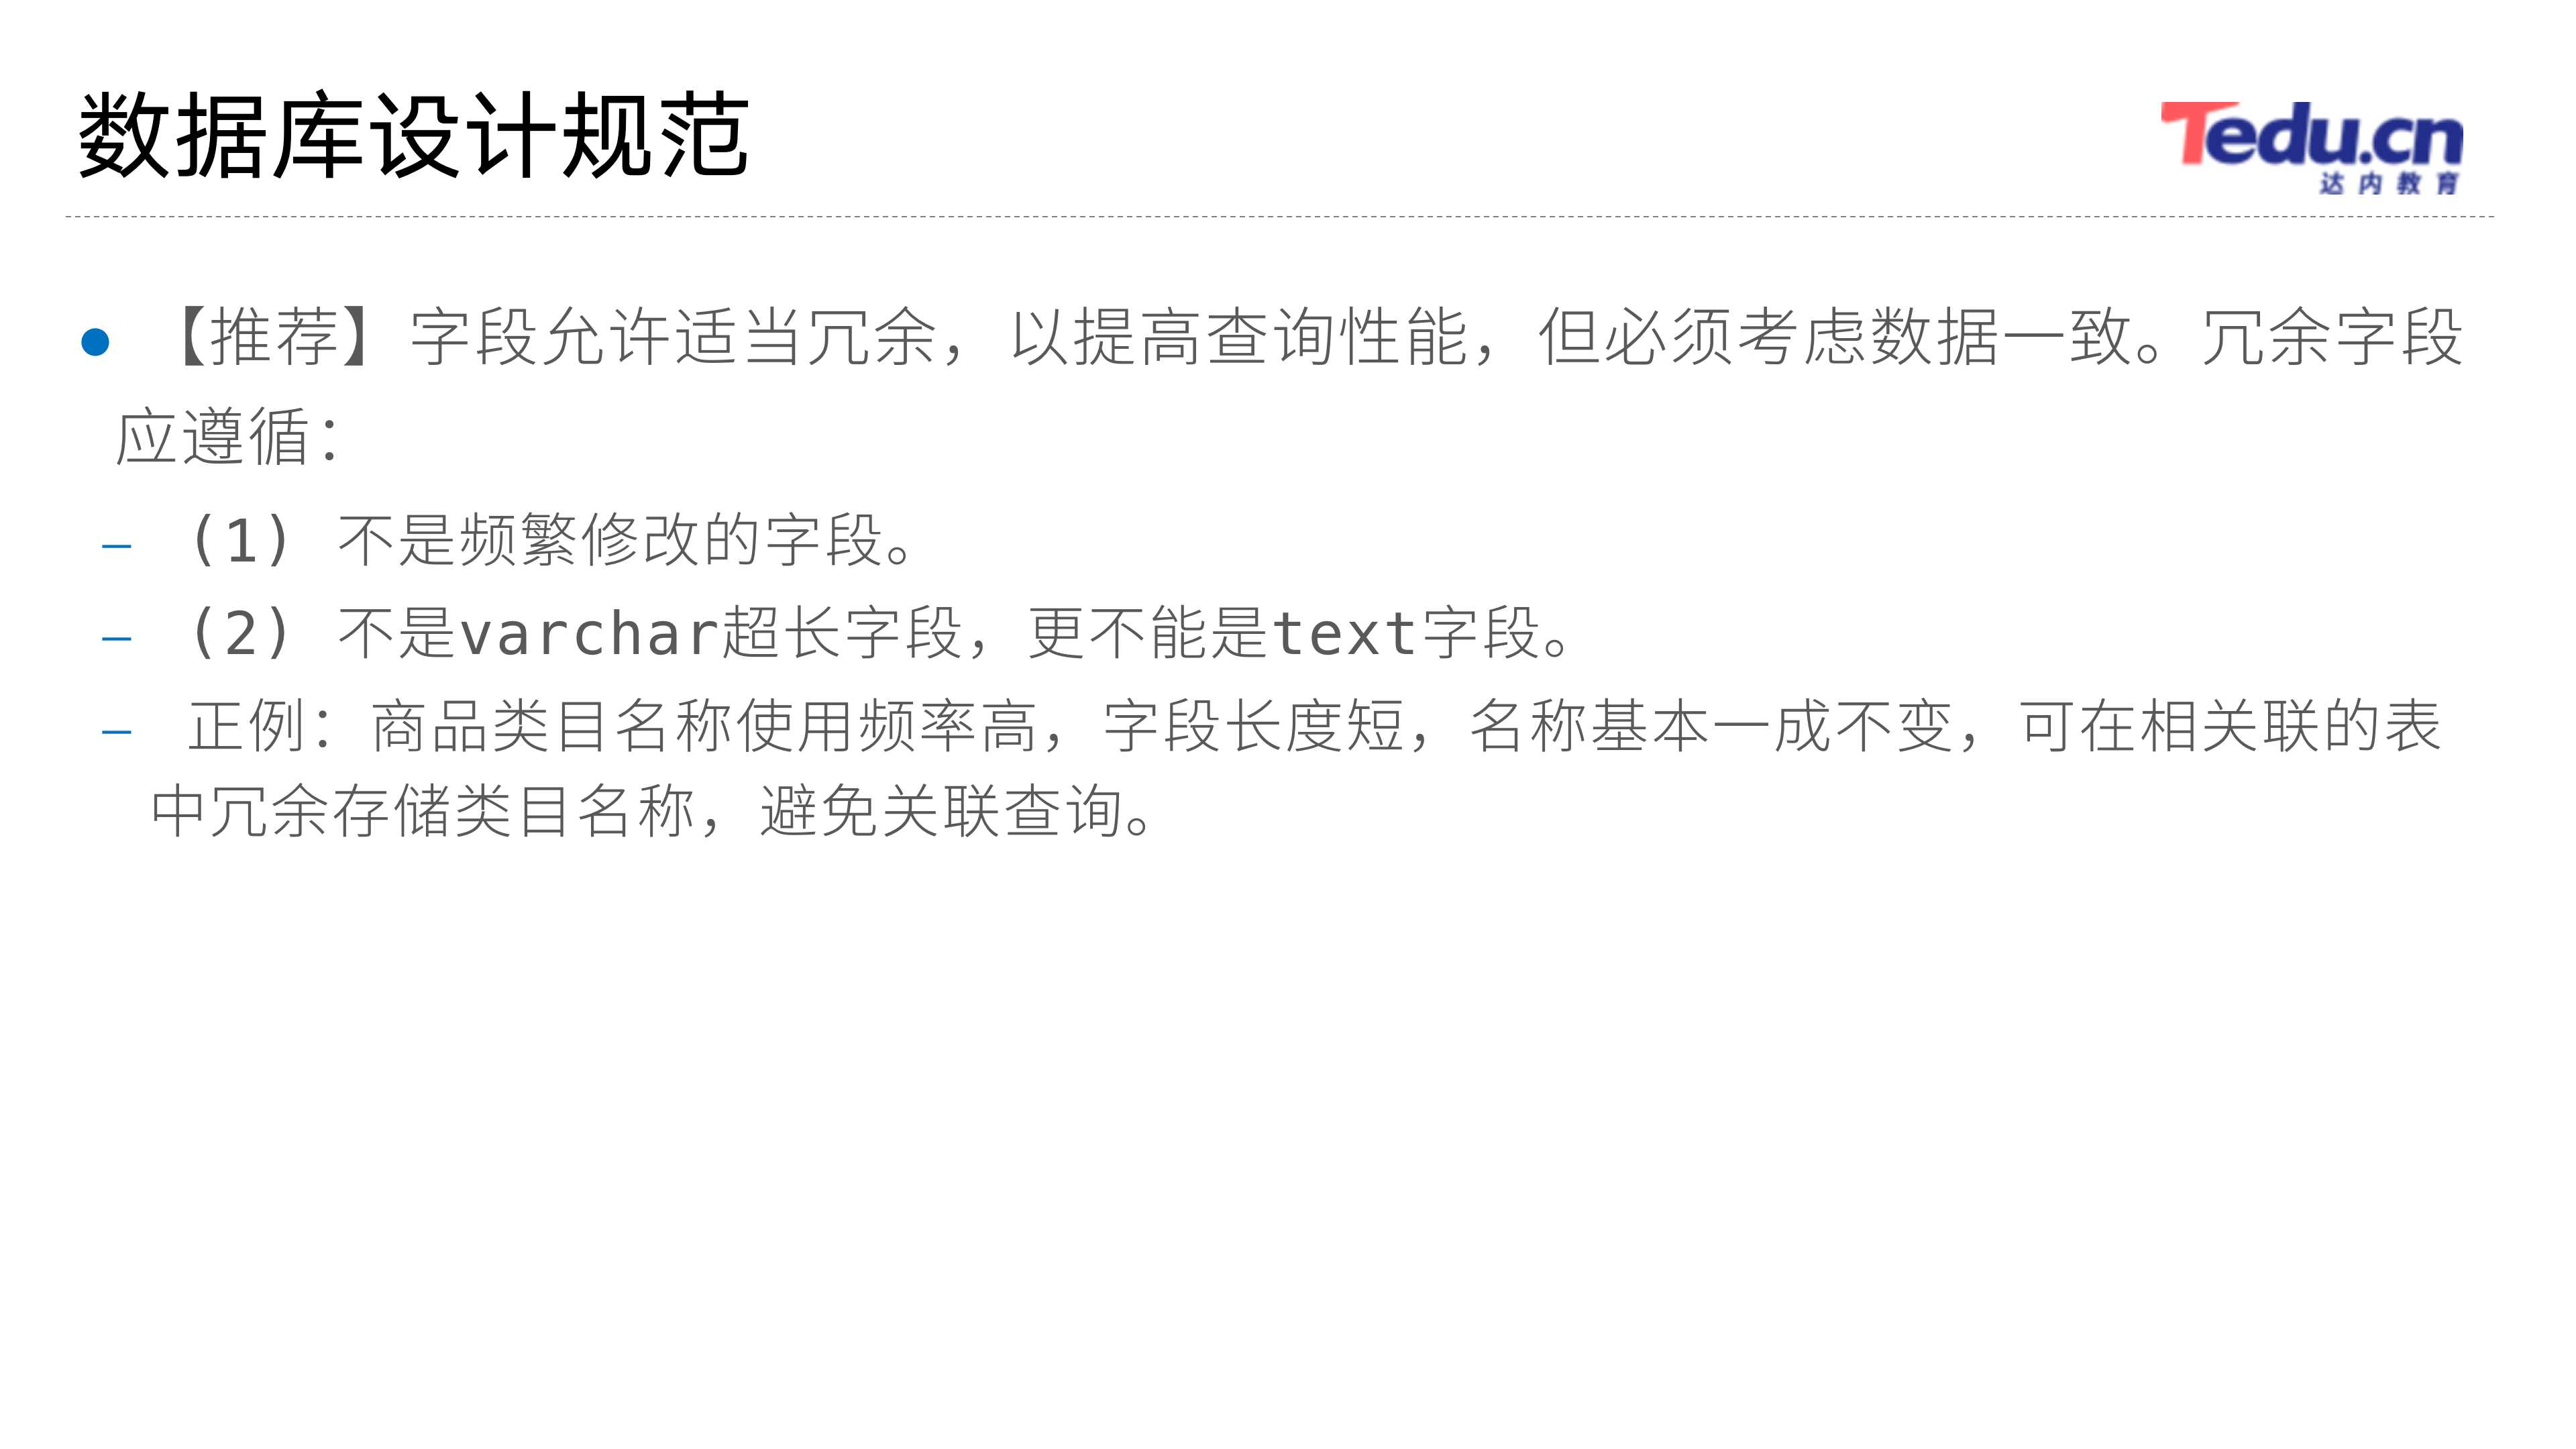 数据库设计规范
Tedu.cn
达内教育
● 【推荐】字段允许适当冗余，以提高查询性能，但必须考虑数据一致。冗余字段
应遵循：
– (1) 不是频繁修改的字段。
– (2) 不是varchar超长字段，更不能是text字段。
– 正例：商品类目名称使用频率高，字段长度短，名称基本一成不变，可在相关联的表
中冗余存储类目名称，避免关联查询。